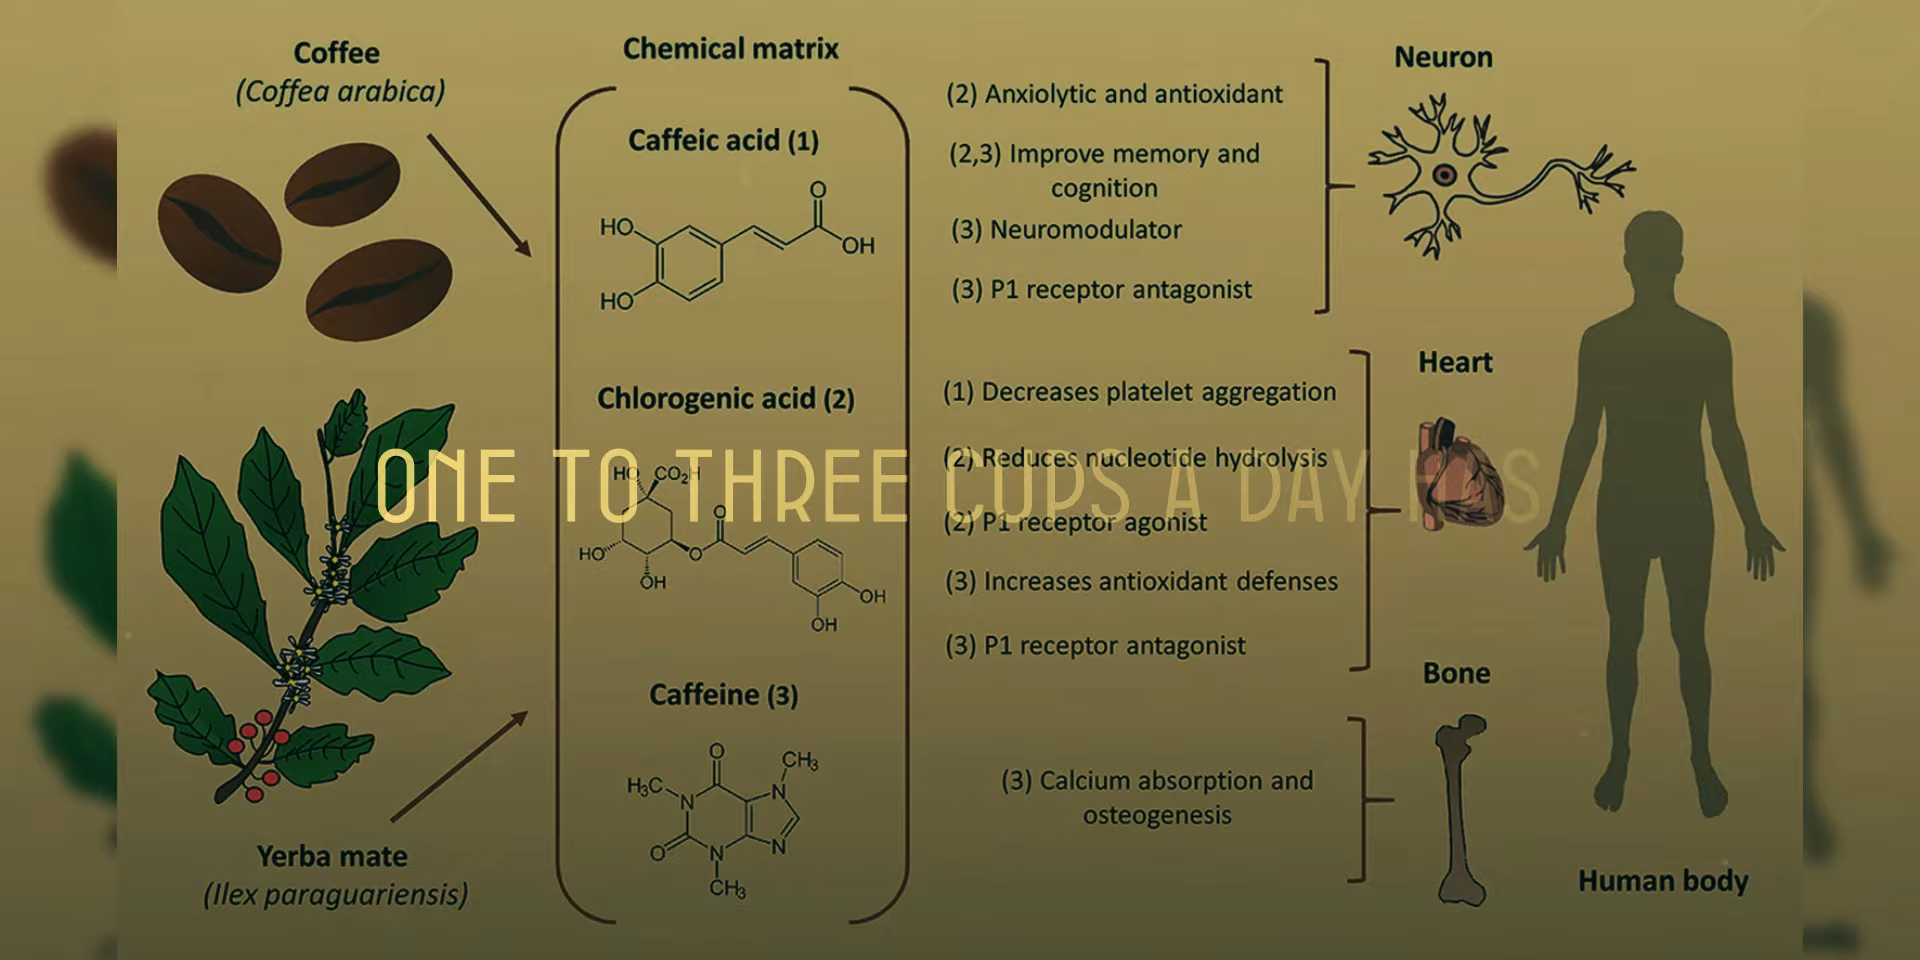 Coffee
(Coffea arabica)
Yerba mate
(Ilex paraguariensis)
Chemical matrix
Caffeic acid (1)
O
HO
OH
HO
Chlorogenic acid (2)
HO
CO₂H
O
HO
O
OH
OH
OH
Caffeine (3)
O
CH₃
H₃C
N
N
O
N
N
CH₃
(2) Anxiolytic and antioxidant
(2,3) Improve memory and
cognition
(3) Neuromodulator
(3) P1 receptor antagonist
Neuron
(1) Decreases platelet aggregation
(2) Reduces nucleotide hydrolysis
(2) P1 receptor agonist
(3) Increases antioxidant defenses
(3) P1 receptor antagonist
Heart
(3) Calcium absorption and
osteogenesis
Bone
Human body
ONE TO THREE CUPS A DAY HAS